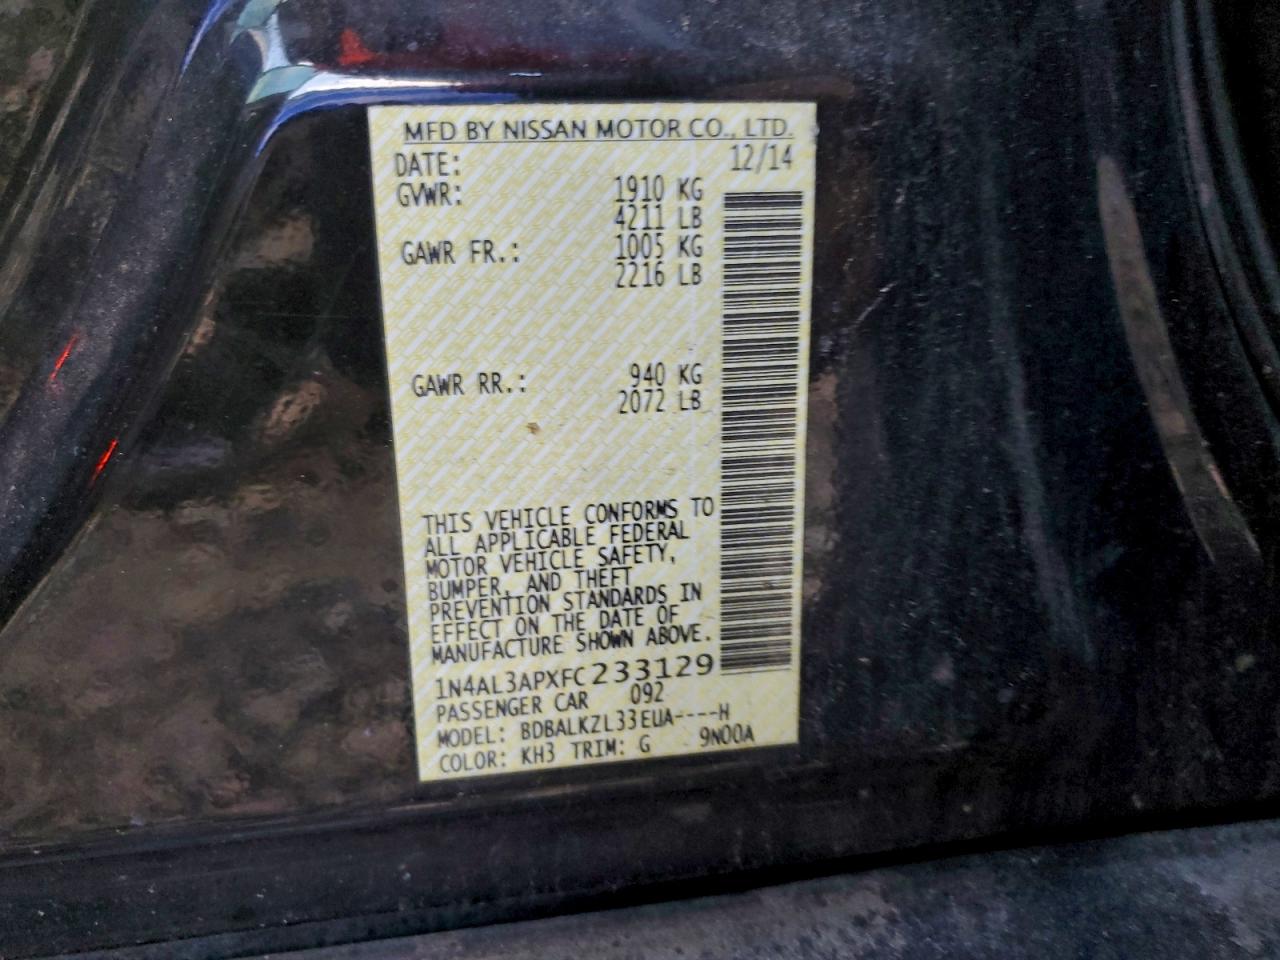 MFD BY NISSAN MOTOR CO., LTD.
DATE: 12/14
GVWR: 1910 KG
4211 LB
GAWR FR.: 1005 KG
2216 LB
GAWR RR.: 940 KG
2072 LB
THIS VEHICLE CONFORMS TO
ALL APPLICABLE FEDERAL
MOTOR VEHICLE SAFETY,
BUMPER, AND THEFT
PREVENTION STANDARDS IN
EFFECT ON THE DATE OF
MANUFACTURE SHOWN ABOVE.
1N4AL3APXFC233129
PASSENGER CAR 092
MODEL: BDBALKZL33EUA----H
COLOR: KH3 TRIM: G 9N00A